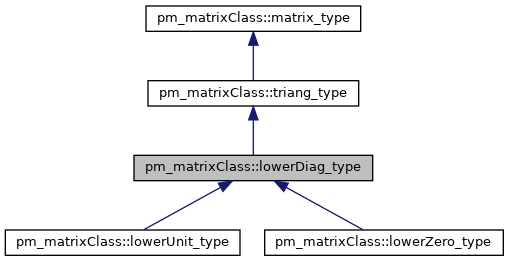 pm_matrixClass::matrix_type
pm_matrixClass::triang_type
pm_matrixClass::lowerDiag_type
pm_matrixClass::lowerUnit_type
pm_matrixClass::lowerZero_type